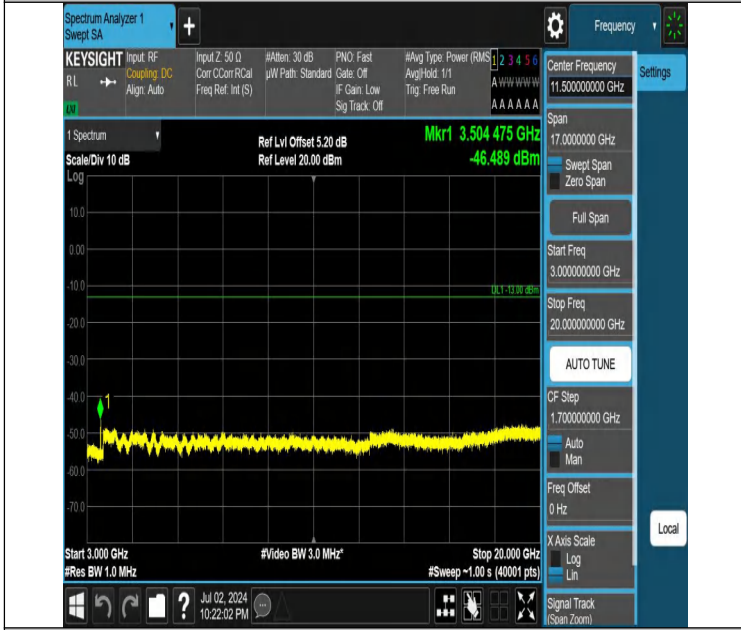 Spectrum Analyzer 1
Swept SA
Frequency
KEYSIGHT
RL
Input: RF
Coupling: DC
Align: Auto
Input Z: 50 Ω
Corr CCorr RCal
Freq Ref: Int (S)
#Atten: 30 dB
µW Path: Standard
PNO: Fast
Gate: Off
IF Gain: Low
Sig Track: Off
#Avg Type: Power (RMS
Avg|Hold: 1/1
Trig: Free Run
1 2 3 4 5 6
A W W W W W
A A A A A A
1 Spectrum
Scale/Div 10 dB
Log
Ref Lvl Offset 5.20 dB
Ref Level 20.00 dBm
Mkr1 3.504 475 GHz
-46.489 dBm
10.0
0.00
-10.0
DL1 -13.00 dBm
-20.0
-30.0
-40.0
1
-50.0
-60.0
-70.0
Start 3.000 GHz
#Res BW 1.0 MHz
#Video BW 3.0 MHz*
Stop 20.000 GHz
#Sweep ~1.00 s (40001 pts)
Jul 02, 2024
10:22:02 PM
?
Center Frequency
11.500000000 GHz
Settings
Span
17.0000000 GHz
Swept Span
Zero Span
Full Span
Start Freq
3.000000000 GHz
Stop Freq
20.000000000 GHz
AUTO TUNE
CF Step
1.700000000 GHz
Auto
Man
Freq Offset
0 Hz
X Axis Scale
Log
Lin
Local
Signal Track
(Span Zoom)